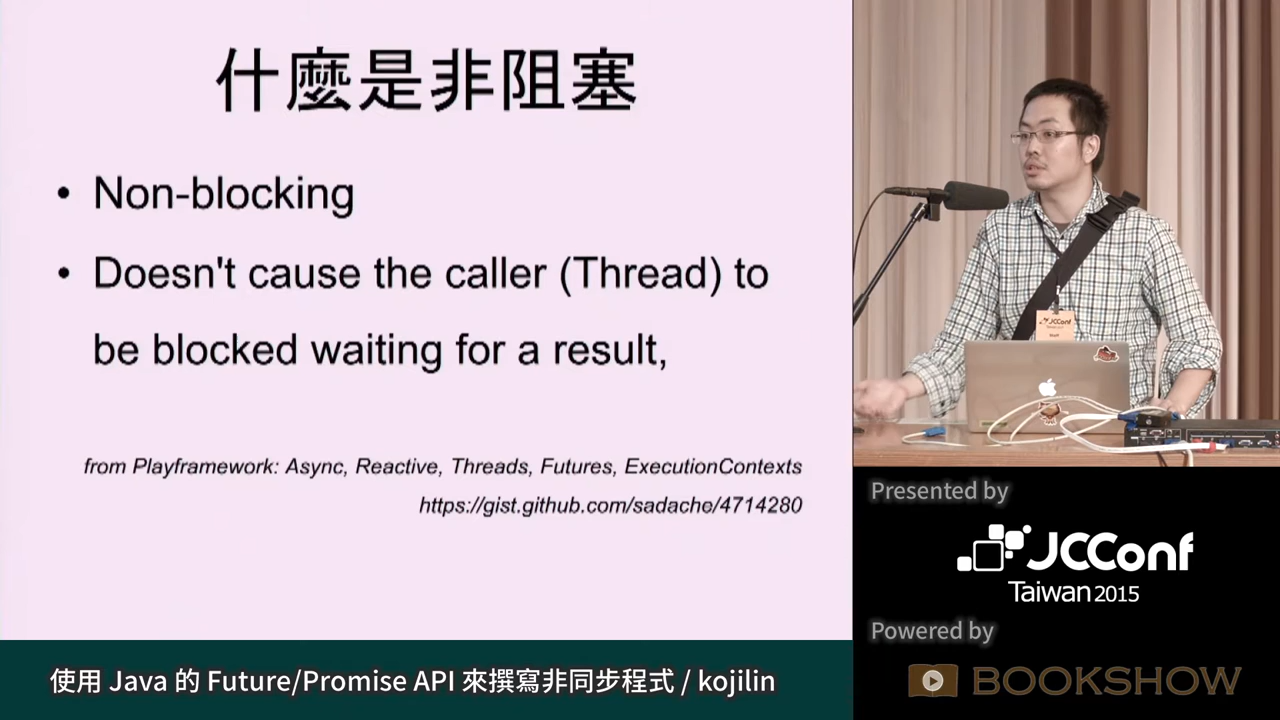 什麼是非阻塞
• Non-blocking
• Doesn't cause the caller (Thread) to
be blocked waiting for a result,
from Playframework: Async, Reactive, Threads, Futures, ExecutionContexts
https://gist.github.com/sadache/4714280
使用 Java 的 Future/Promise API 來撰寫非同步程式 / kojilin
JCConf
Presented by
JCConf
Taiwan 2015
Powered by
BOOKSHOW